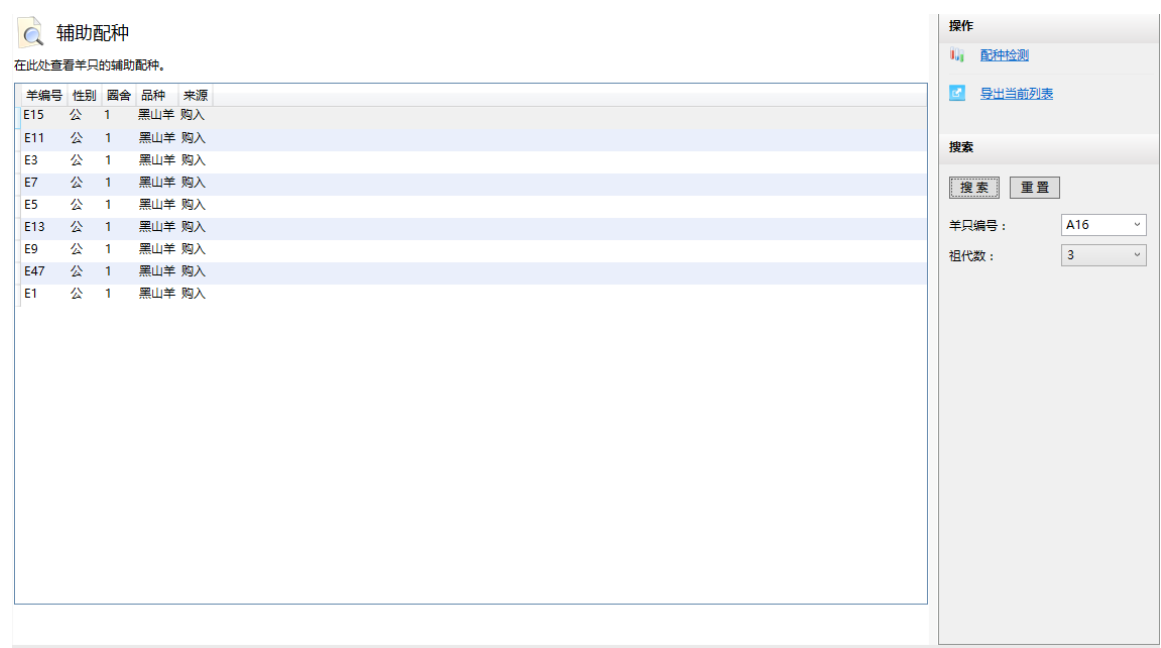 辅助配种
在此处查看羊只的辅助配种。
羊编号 性别 圈舍 品种 来源
E15 公 1 黑山羊 购入
E11 公 1 黑山羊 购入
E3 公 1 黑山羊 购入
E7 公 1 黑山羊 购入
E5 公 1 黑山羊 购入
E13 公 1 黑山羊 购入
E9 公 1 黑山羊 购入
E47 公 1 黑山羊 购入
E1 公 1 黑山羊 购入
操作
配种检测
导出当前列表
搜索
搜 索 重 置
羊只编号： A16
祖代数： 3